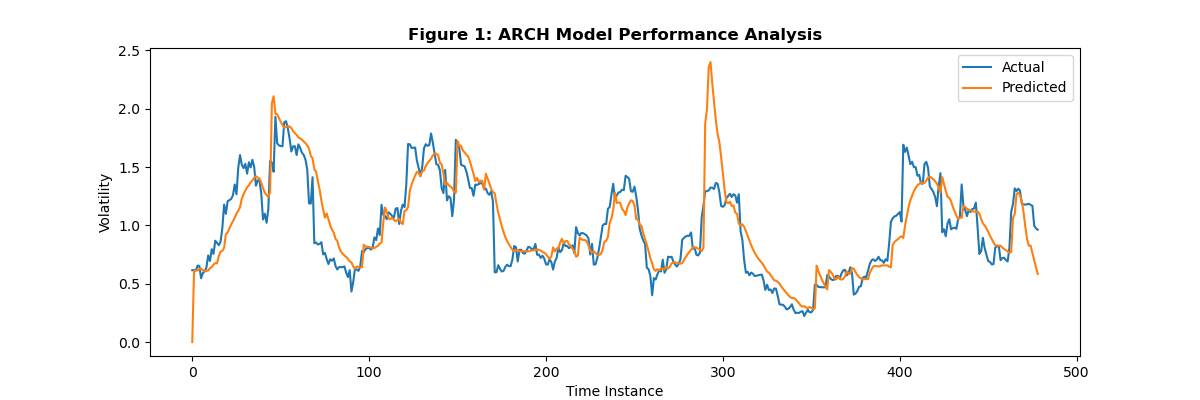 Figure 1: ARCH Model Performance Analysis
2.5
2.0
1.5
1.0
0.5
0.0
Volatility
Actual
Predicted
0
100
200
300
400
500
Time Instance